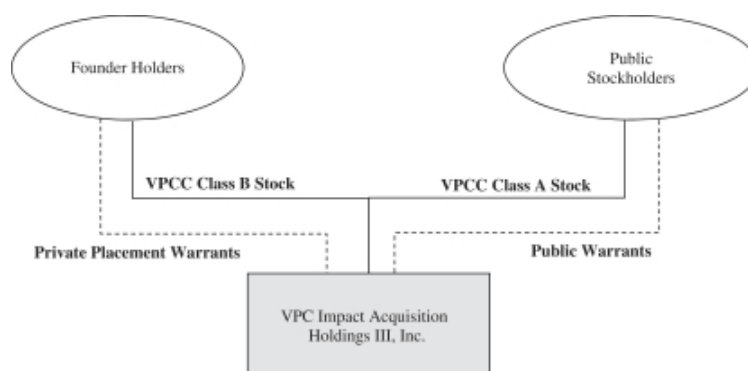 Founder Holders
Public
Stockholders
VPCC Class B Stock
VPCC Class A Stock
Private Placement Warrants
Public Warrants
VPC Impact Acquisition
Holdings III, Inc.